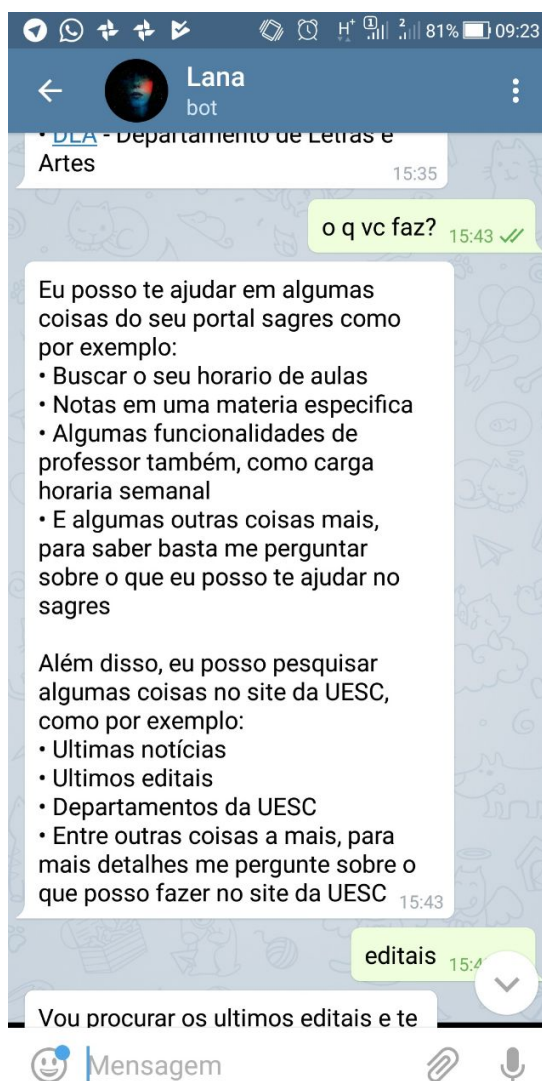 81% 09:23
Lana
bot
• DLA - Departamento de Letras e
Artes
15:35
o q vc faz? 15:43
Eu posso te ajudar em algumas
coisas do seu portal sagres como
por exemplo:
• Buscar o seu horario de aulas
• Notas em uma materia especifica
• Algumas funcionalidades de
professor também, como carga
horaria semanal
• E algumas outras coisas mais,
para saber basta me perguntar
sobre o que eu posso te ajudar no
sagres
Além disso, eu posso pesquisar
algumas coisas no site da UESC,
como por exemplo:
• Ultimas notícias
• Ultimos editais
• Departamentos da UESC
• Entre outras coisas a mais, para
mais detalhes me pergunte sobre o
que posso fazer no site da UESC 15:43
editais
Vou procurar os ultimos editais e te
Mensagem